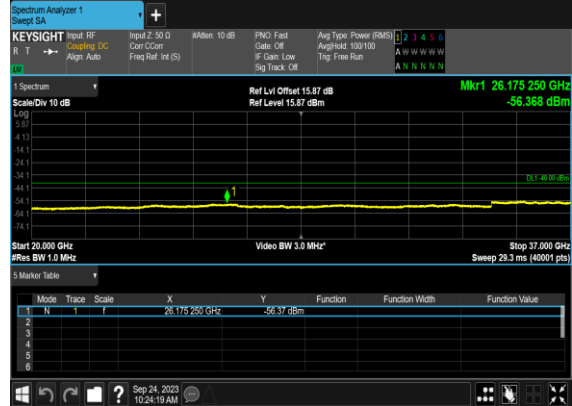 Spectrum Analyzer 1
Swept SA
+
KEYSIGHT Input: RF Input Z: 50 Ω #Atten: 10 dB PNO: Fast Avg Type: Power (RMS) 1 2 3 4 5 6
R T Coupling: DC Corr CCorr Gate: Off Avg|Hold: 100/100 A W W W W W
Align: Auto Freq Ref: Int (S) IF Gain: Low Trig: Free Run
Sig Track: Off A N N N N N
1 Spectrum Ref Lvl Offset 15.87 dB Mkr1 26.175 250 GHz
Scale/Div 10 dB Ref Level 15.87 dBm -56.368 dBm
Log
5.87
-4.13
-14.1
-24.1
-34.1
DL1 -40.00 dBm
-44.1
1
-54.1
-64.1
-74.1
Start 20.000 GHz Video BW 3.0 MHz* Stop 37.000 GHz
#Res BW 1.0 MHz Sweep 29.3 ms (40001 pts)
5 Marker Table
Mode Trace Scale X Y Function Function Width Function Value
1 N 1 f 26.175 250 GHz -56.37 dBm
2
3
4
5
6
? Sep 24, 2023
10:24:19 AM